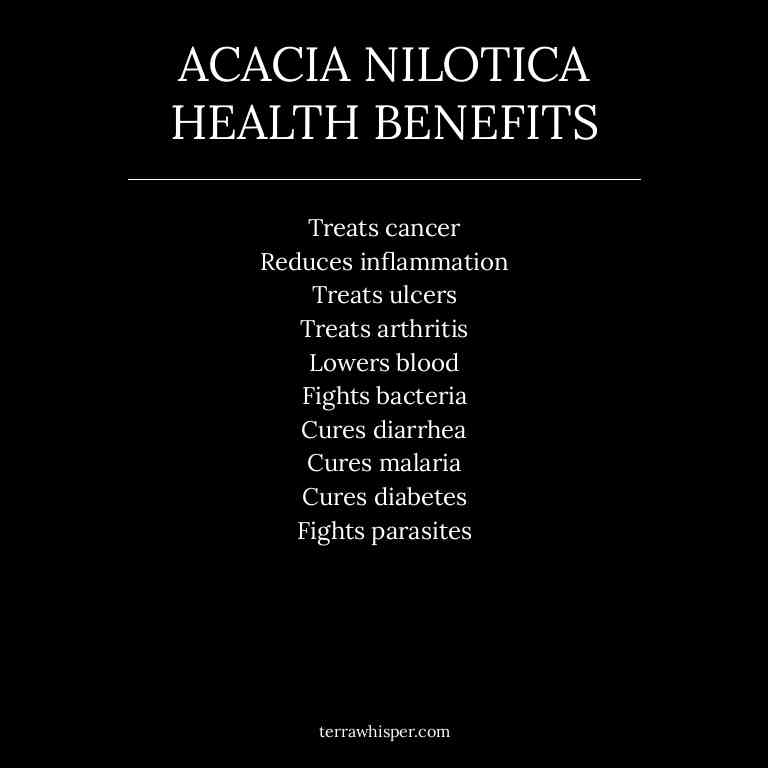 ACACIA NILOTICA
HEALTH BENEFITS
Treats cancer
Reduces inflammation
Treats ulcers
Treats arthritis
Lowers blood
Fights bacteria
Cures diarrhea
Cures malaria
Cures diabetes
Fights parasites
terrawhisper.com